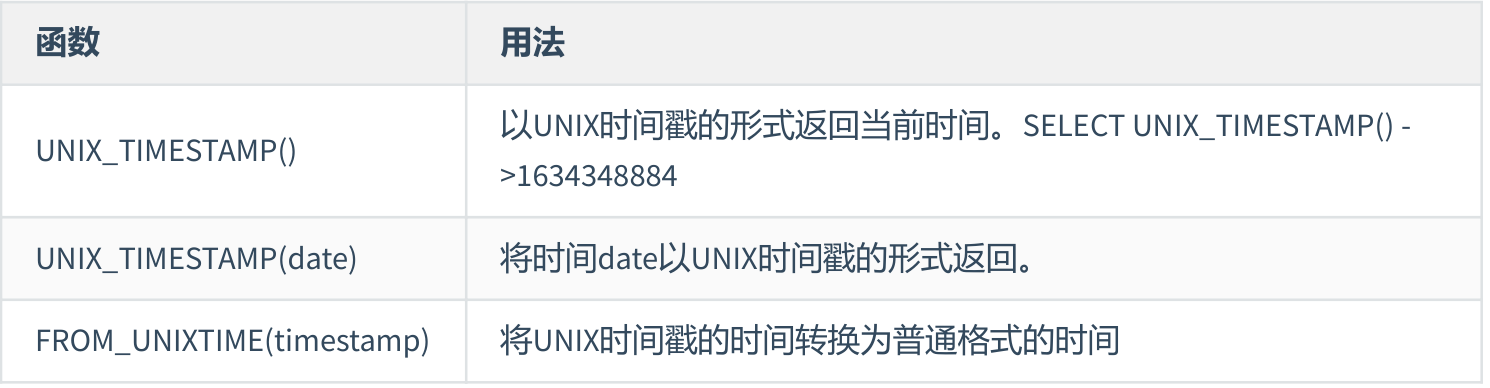 函数
用法
UNIX_TIMESTAMP()
以UNIX时间戳的形式返回当前时间。SELECT UNIX_TIMESTAMP() -
>1634348884
UNIX_TIMESTAMP(date)
将时间date以UNIX时间戳的形式返回。
FROM_UNIXTIME(timestamp)
将UNIX时间戳的时间转换为普通格式的时间